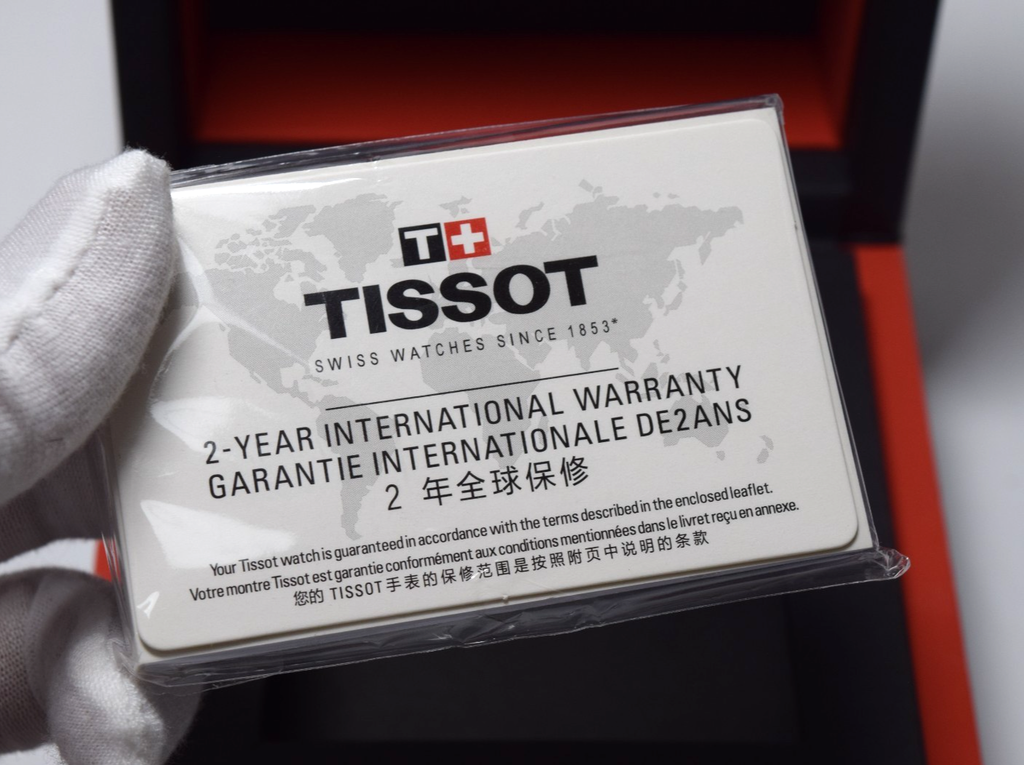 T+
TISSOT
SWISS WATCHES SINCE 1853*
2-YEAR INTERNATIONAL WARRANTY
GARANTIE INTERNATIONALE DE2ANS
2 年全球保修
Your Tissot watch is guaranteed in accordance with the terms described in the enclosed leaflet.
Votre montre Tissot est garantie conformément aux conditions mentionnées dans le livret reçu en annexe.
您的 TISSOT手表的保修范围是按照附页中说明的条款